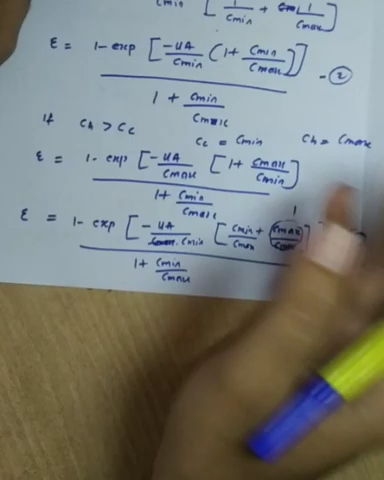 Cmin [ 1/Cmin + 1/Cmax ]
ε = 1 - exp [ -UA/Cmin ( 1 + Cmin/Cmax ) ] / 1 + Cmin/Cmax - ②
If Ch > Cc Cc = Cmin Ch = Cmax
ε = 1 - exp [ -UA/Cmax [ 1 + Cmax/Cmin ] / 1 + Cmin/Cmax
ε = 1 - exp [ -UA/Cmin [ Cmin/Cmax + Cmax 1 ] / 1 + Cmin/Cmax